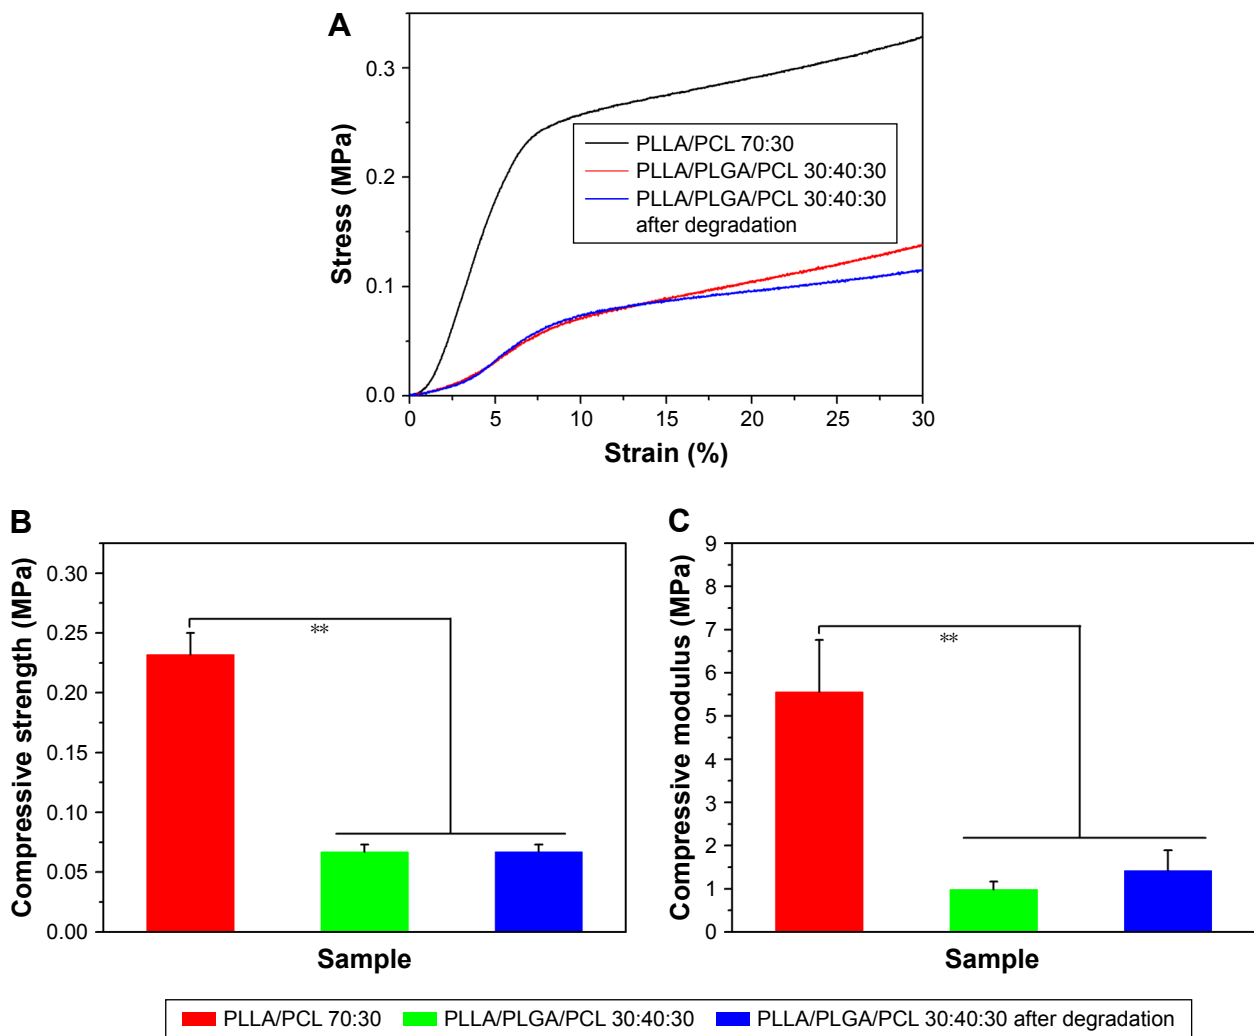 A
Stress (MPa)
0.3
0.2
0.1
0.0
PLLA/PCL 70:30
PLLA/PLGA/PCL 30:40:30
PLLA/PLGA/PCL 30:40:30
after degradation
0 5 10 15 20 25 30
Strain (%)
B
Compressive strength (MPa)
0.30
0.25
0.20
0.15
0.10
0.05
0.00
**
Sample
C
Compressive modulus (MPa)
9
8
7
6
5
4
3
2
1
0
**
Sample
PLLA/PCL 70:30 PLLA/PLGA/PCL 30:40:30 PLLA/PLGA/PCL 30:40:30 after degradation